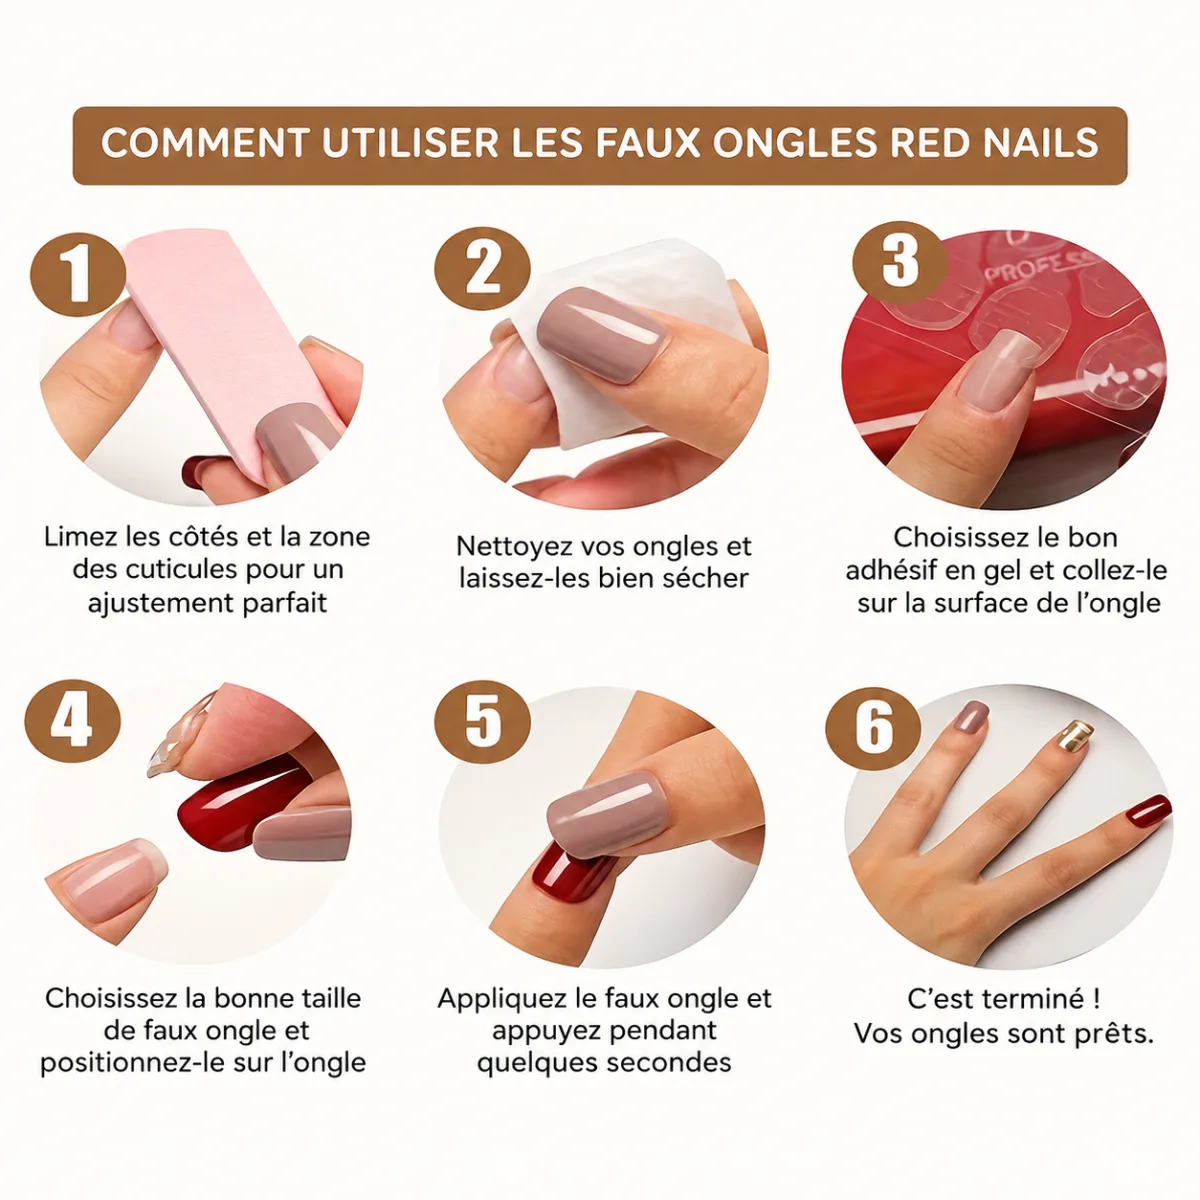 COMMENT UTILISER LES FAUX ONGLES RED NAILS
1
2
3
PROFESS
Limez les côtés et la zone
des cuticules pour un
ajustement parfait
Nettoyez vos ongles et
laissez-les bien sécher
Choisissez le bon
adhésif en gel et collez-le
sur la surface de l’ongle
4
5
6
Choisissez la bonne taille
de faux ongle et
positionnez-le sur l’ongle
Appliquez le faux ongle et
appuyez pendant
quelques secondes
C’est terminé !
Vos ongles sont prêts.